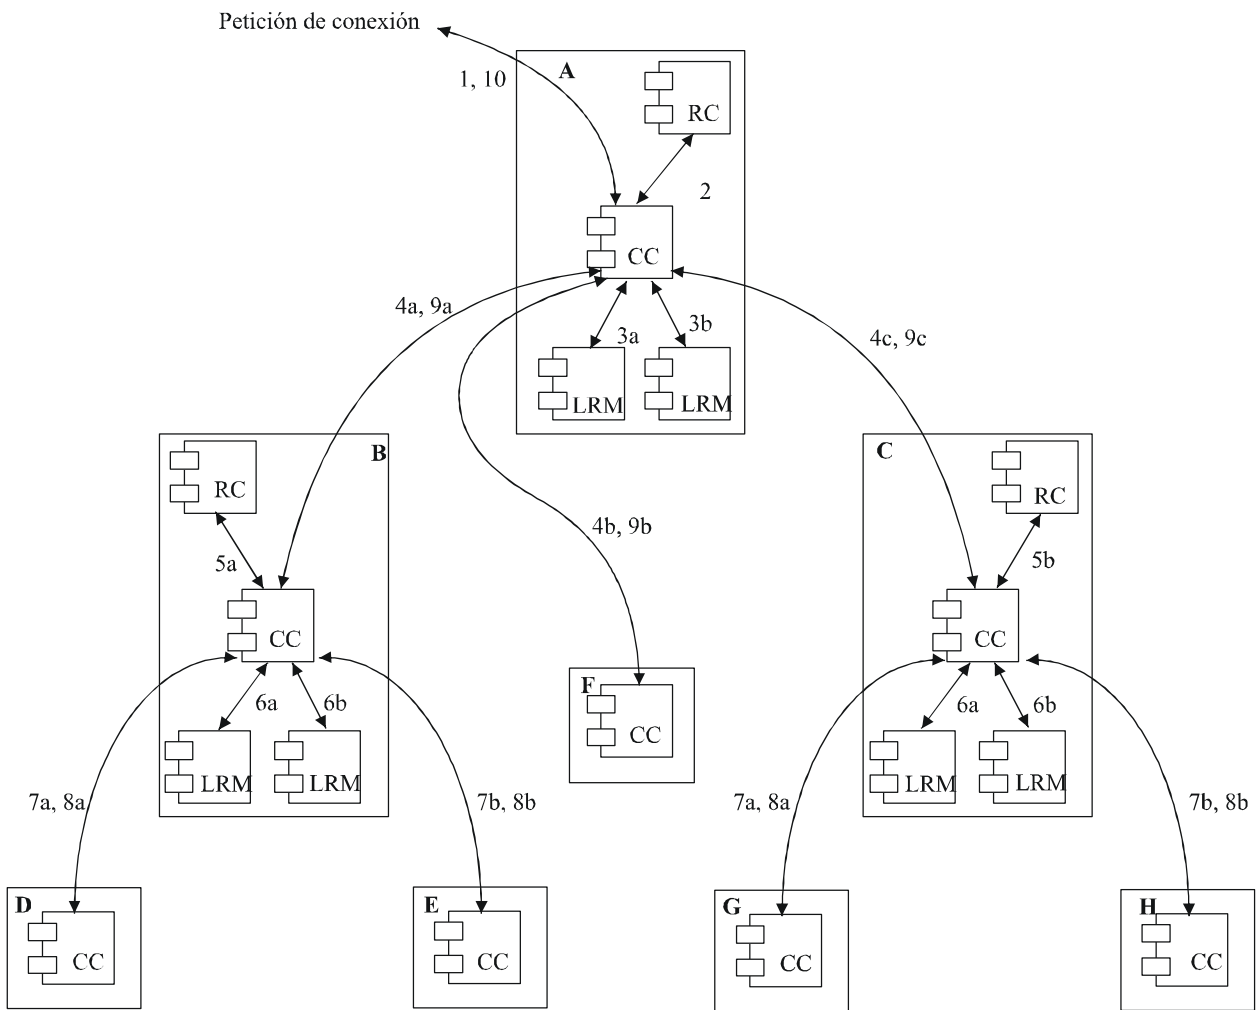 Petición de conexión
1, 10
A
RC
2
CC
4a, 9a
3a
3b
4c, 9c
LRM
LRM
B
RC
5a
CC
6a
6b
LRM
LRM
4b, 9b
F
CC
C
RC
5b
CC
6a
6b
LRM
LRM
7a, 8a
7b, 8b
7a, 8a
7b, 8b
D
CC
E
CC
G
CC
H
CC